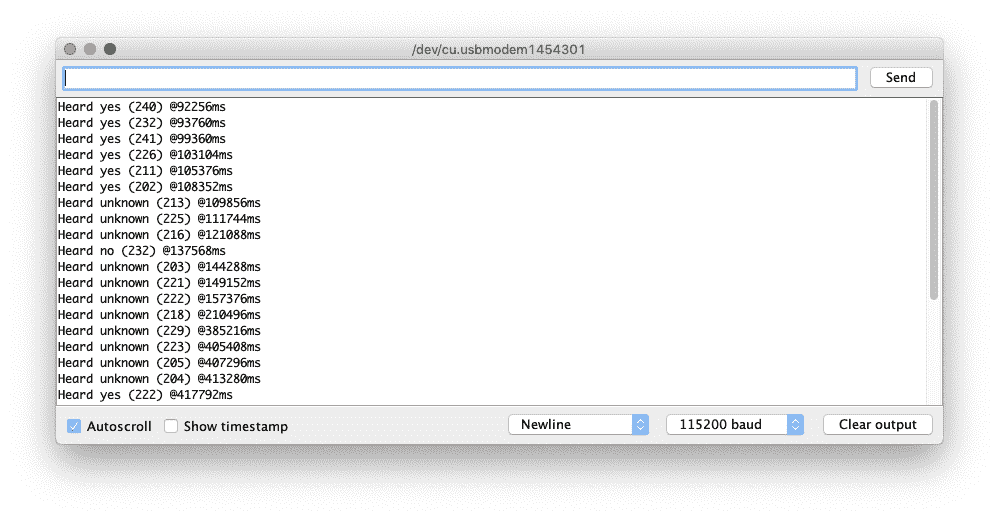 /dev/cu.usbmodem1454301
Send
Heard yes (240) @92256ms
Heard yes (232) @93760ms
Heard yes (241) @99360ms
Heard yes (226) @103104ms
Heard yes (211) @105376ms
Heard yes (202) @108352ms
Heard unknown (213) @109856ms
Heard unknown (225) @111744ms
Heard unknown (216) @121088ms
Heard no (232) @137568ms
Heard unknown (203) @144288ms
Heard unknown (221) @149152ms
Heard unknown (222) @157376ms
Heard unknown (218) @210496ms
Heard unknown (229) @385216ms
Heard unknown (223) @405408ms
Heard unknown (205) @407296ms
Heard unknown (204) @413280ms
Heard yes (222) @417792ms
Autoscroll Show timestamp Newline 115200 baud Clear output